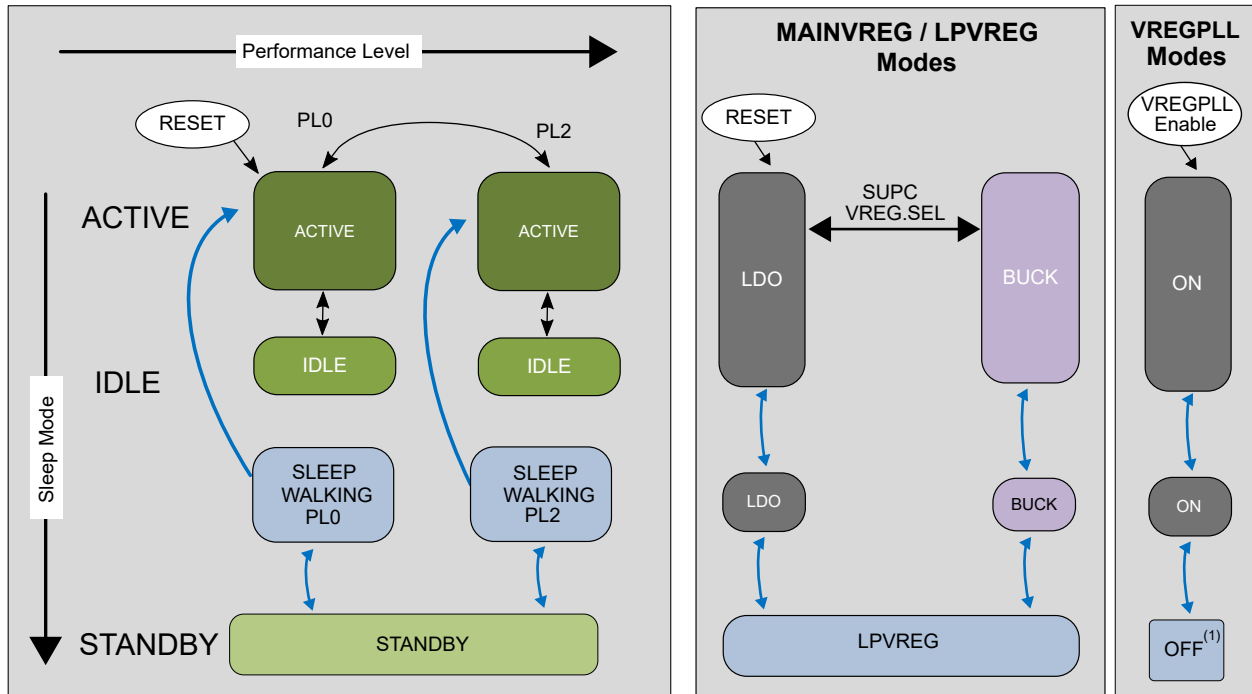 Performance Level
RESET
PL0
PL2
ACTIVE
ACTIVE
ACTIVE
IDLE
IDLE
IDLE
Sleep Mode
SLEEP
WALKING
PL0
SLEEP
WALKING
PL2
STANDBY
STANDBY
MAINVREG / LPVREG
Modes
RESET
SUPC
VREG.SEL
LDO
BUCK
LDO
BUCK
LPVREG
VREGPLL
Modes
VREGPLL
Enable
ON
ON
OFF(1)